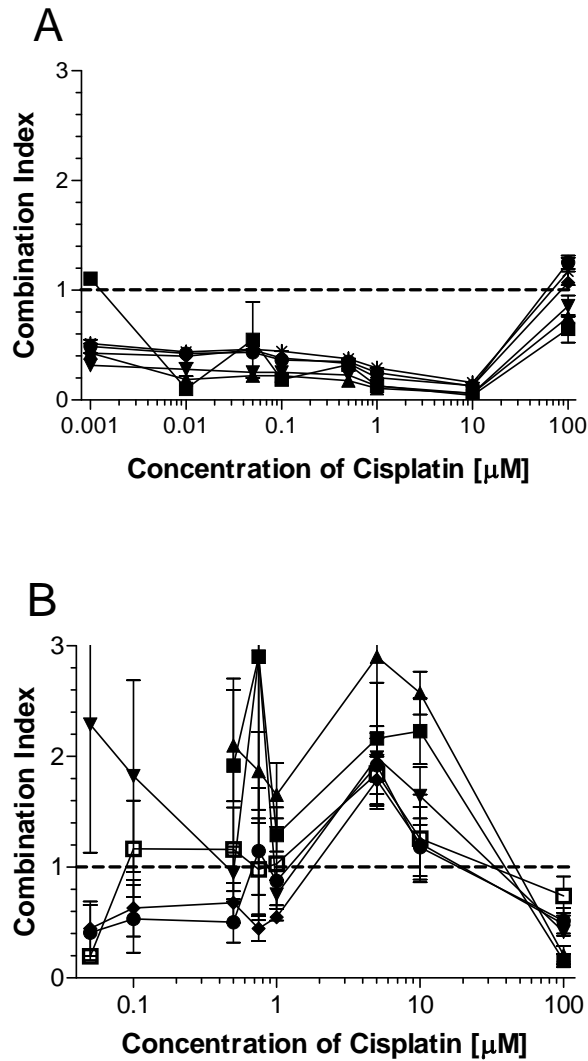 A
3
2
1
0
Combination Index
0.001 0.01 0.1 1 10 100
Concentration of Cisplatin [μM]
B
3
2
1
0
Combination Index
0.1 1 10 100
Concentration of Cisplatin [μM]